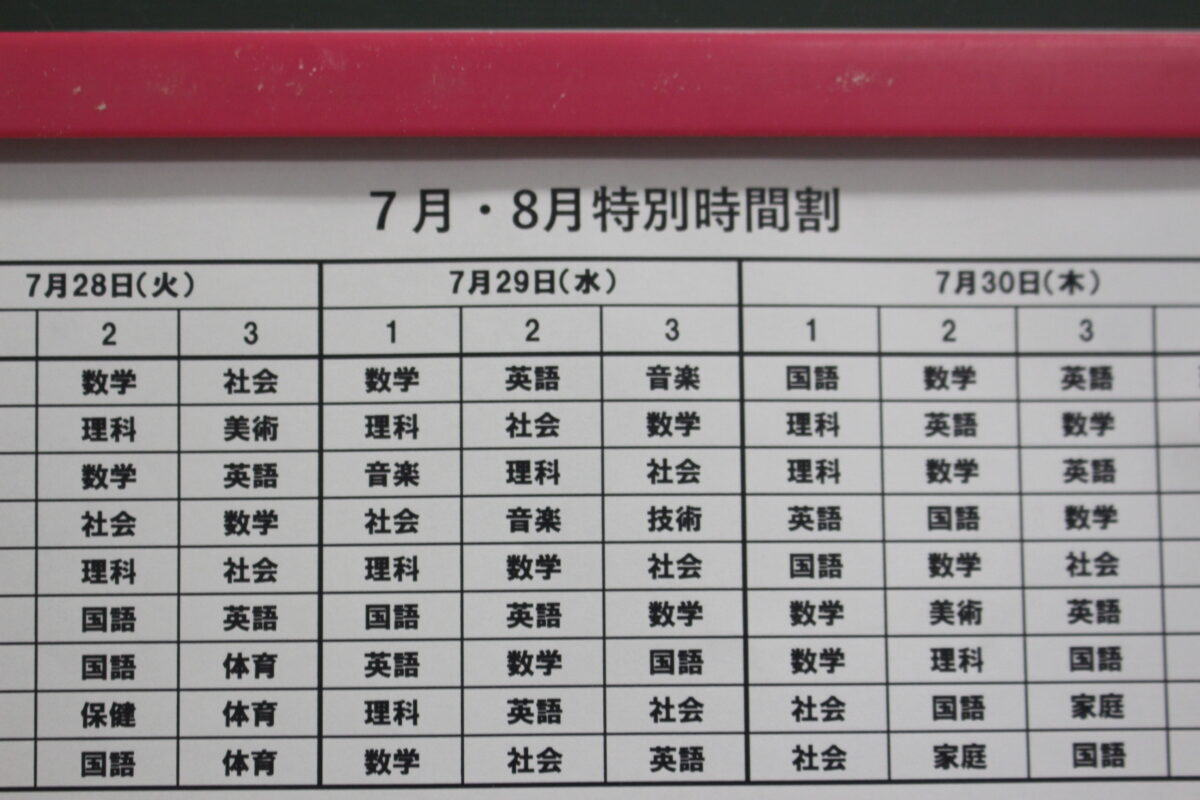 7月・8月特別時間割
7月28日(火) 7月29日(水) 7月30日(木)
2 3 1 2 3 1 2 3
数学 社会 数学 英語 音楽 国語 数学 英語
理科 美術 理科 社会 数学 理科 英語 数学
数学 英語 音楽 理科 社会 理科 数学 英語
社会 数学 社会 音楽 技術 英語 国語 数学
理科 社会 理科 数学 社会 国語 数学 社会
国語 英語 国語 英語 数学 数学 美術 英語
国語 体育 英語 数学 国語 数学 理科 国語
保健 体育 理科 英語 社会 社会 国語 家庭
国語 体育 数学 社会 英語 社会 家庭 国語